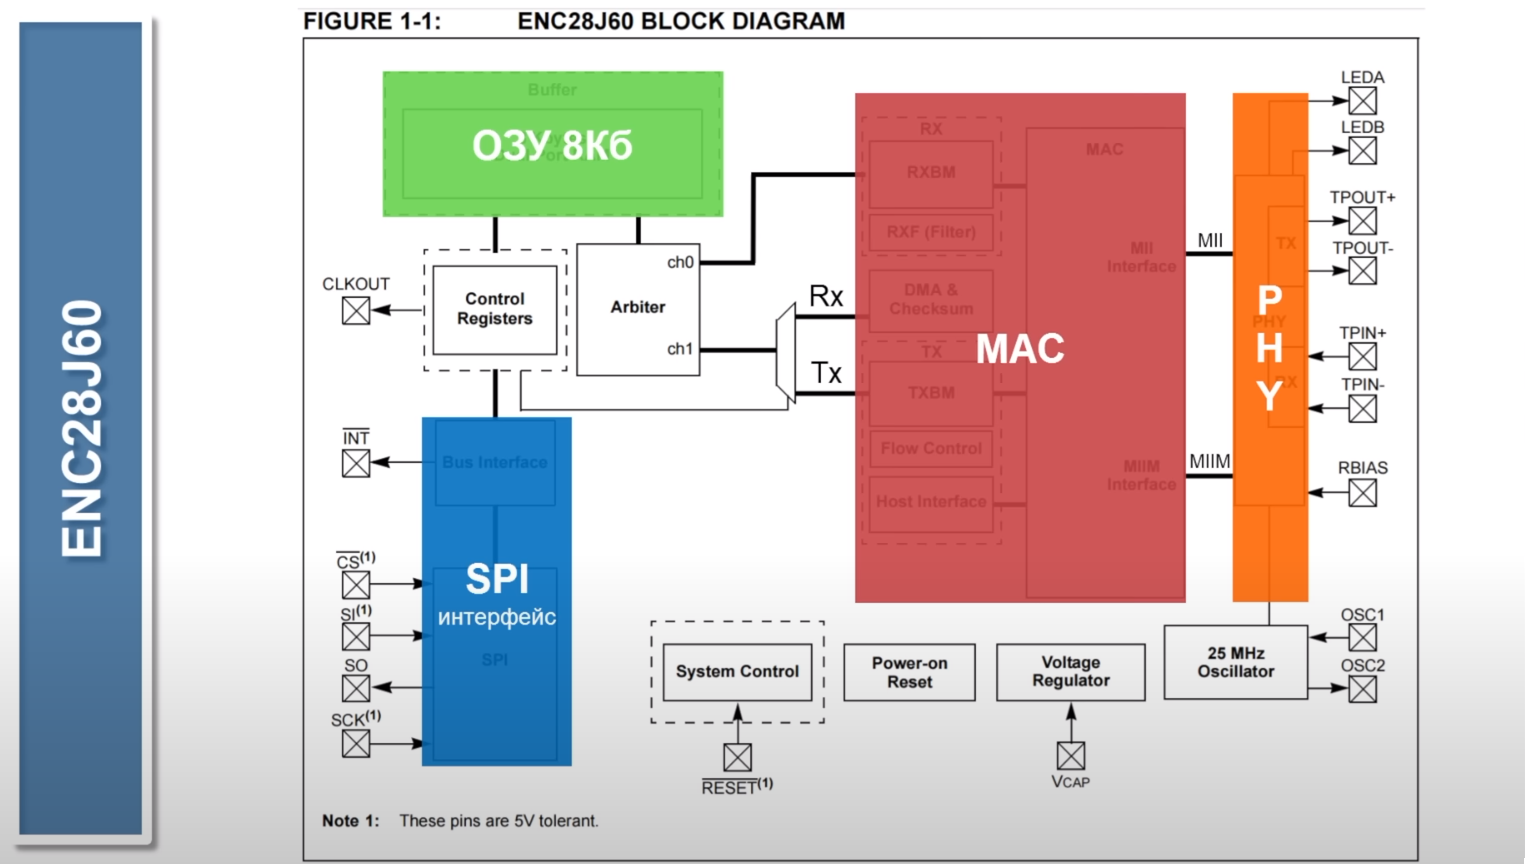 ENC28J60
FIGURE 1-1: ENC28J60 BLOCK DIAGRAM
Buffer
ОЗУ 8Кб
LEDA
LEDB
TPOUT+
TPOUT-
TPIN+
TPIN-
RBIAS
OSC1
OSC2
RX
RXBM
RXF (Filter)
DMA &
Checksum
TX
TXBM
Flow Control
Host Interface
MAC
MAC
MII
Interface
MIIM
Interface
MII
MIIM
TX
PHY
RX
P
H
Y
CLKOUT
Control
Registers
Arbiter
ch0
ch1
Rx
Tx
INT
Bus Interface
CS(1)
SI(1)
SO
SCK(1)
SPI
интерфейс
SPI
System Control
Power-on
Reset
Voltage
Regulator
25 MHz
Oscillator
RESET(1)
VCAP
Note 1: These pins are 5V tolerant.